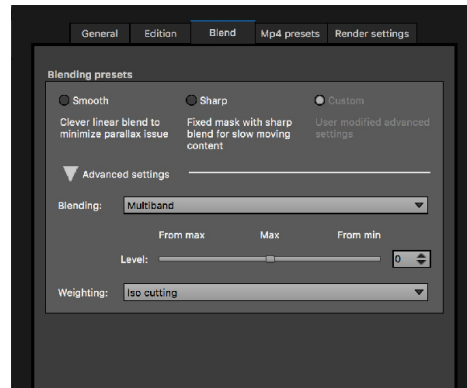 General Edition Blend Mp4 presets Render settings
Blending presets
Smooth Sharp Custom
Clever linear blend to Fixed mask with sharp User modified advanced
minimize parallax issue blend for slow moving settings
content
Advanced settings
Blending: Multiband
From max Max From min
Level: 0
Weighting: Iso cutting